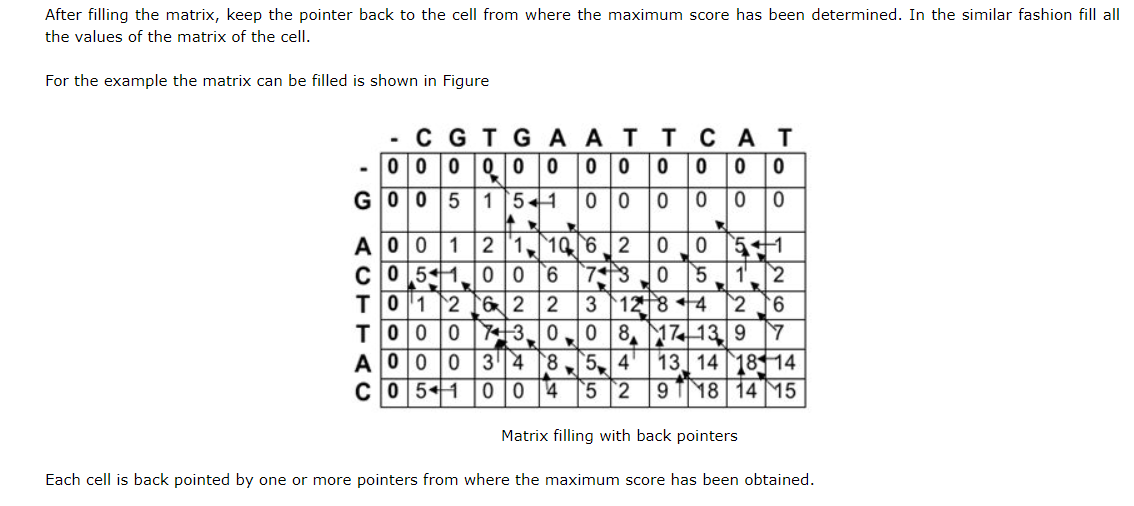 After filling the matrix, keep the pointer back to the cell from where the maximum score has been determined. In the similar fashion fill all
the values of the matrix of the cell.
For the example the matrix can be filled is shown in Figure
- C G T G A A T T C A T
- 0 0 0 0 0 0 0 0 0 0 0 0
G 0 0 5 1 5 1 0 0 0 0 0 0
A 0 0 1 2 1 10 6 2 0 0 5 1
C 0 5 1 0 0 6 7 3 0 5 1 2
T 0 1 2 6 2 2 3 12 8 4 2 6
T 0 0 0 7 3 0 0 8 17 13 9 7
A 0 0 0 3 4 8 5 4 13 14 18 14
C 0 5 1 0 0 4 5 2 9 18 14 15
Matrix filling with back pointers
Each cell is back pointed by one or more pointers from where the maximum score has been obtained.